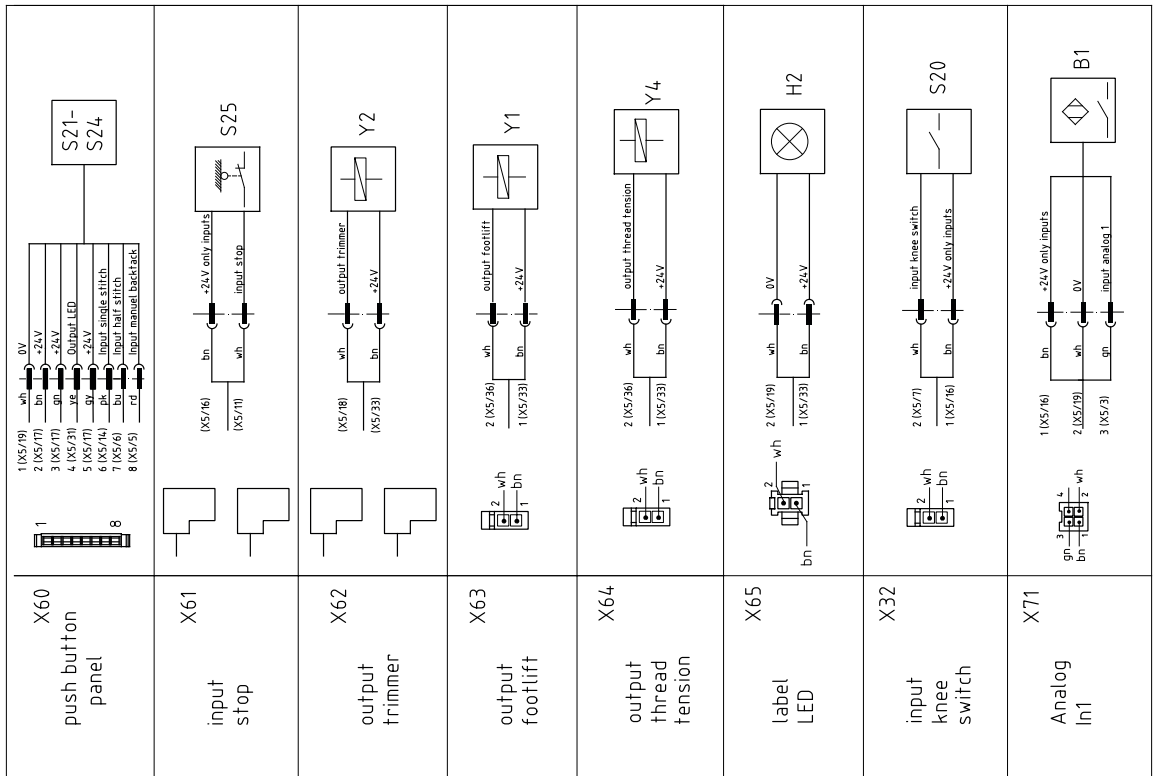 X60
push button
panel
1
8
1 (X5/19) wh 0V
2 (X5/17) bn +24V
3 (X5/17) gn +24V
4 (X5/31) ye Output LED
5 (X5/17) gy +24V
6 (X5/14) pk Input single stitch
7 (X5/6) bu Input half stitch
8 (X5/5) rd Input manuel backtack
S21-
S24
X61
input
stop
(X5/16) bn +24V only inputs
(X5/11) wh input stop
S25
X62
output
trimmer
(X5/18) wh output trimmer
(X5/33) bn +24V
Y2
X63
output
footlift
2 wh
1 bn
2 (X5/36) wh output footlift
1 (X5/33) bn +24V
Y1
X64
output
thread
tension
2 wh
1 bn
2 (X5/36) wh output thread tension
1 (X5/33) bn +24V
Y4
X65
label
LED
2 wh
bn 1
2 (X5/19) wh 0V
1 (X5/33) bn +24V
H2
X32
input
knee
switch
2 wh
1 bn
2 (X5/7) wh input knee switch
1 (X5/16) bn +24V only inputs
S20
X71
Analog
In1
gn 3 4
bn 1 2 wh
1 (X5/16) bn +24V only inputs
2 (X5/19) wh 0V
3 (X5/3) gn input analog 1
B1